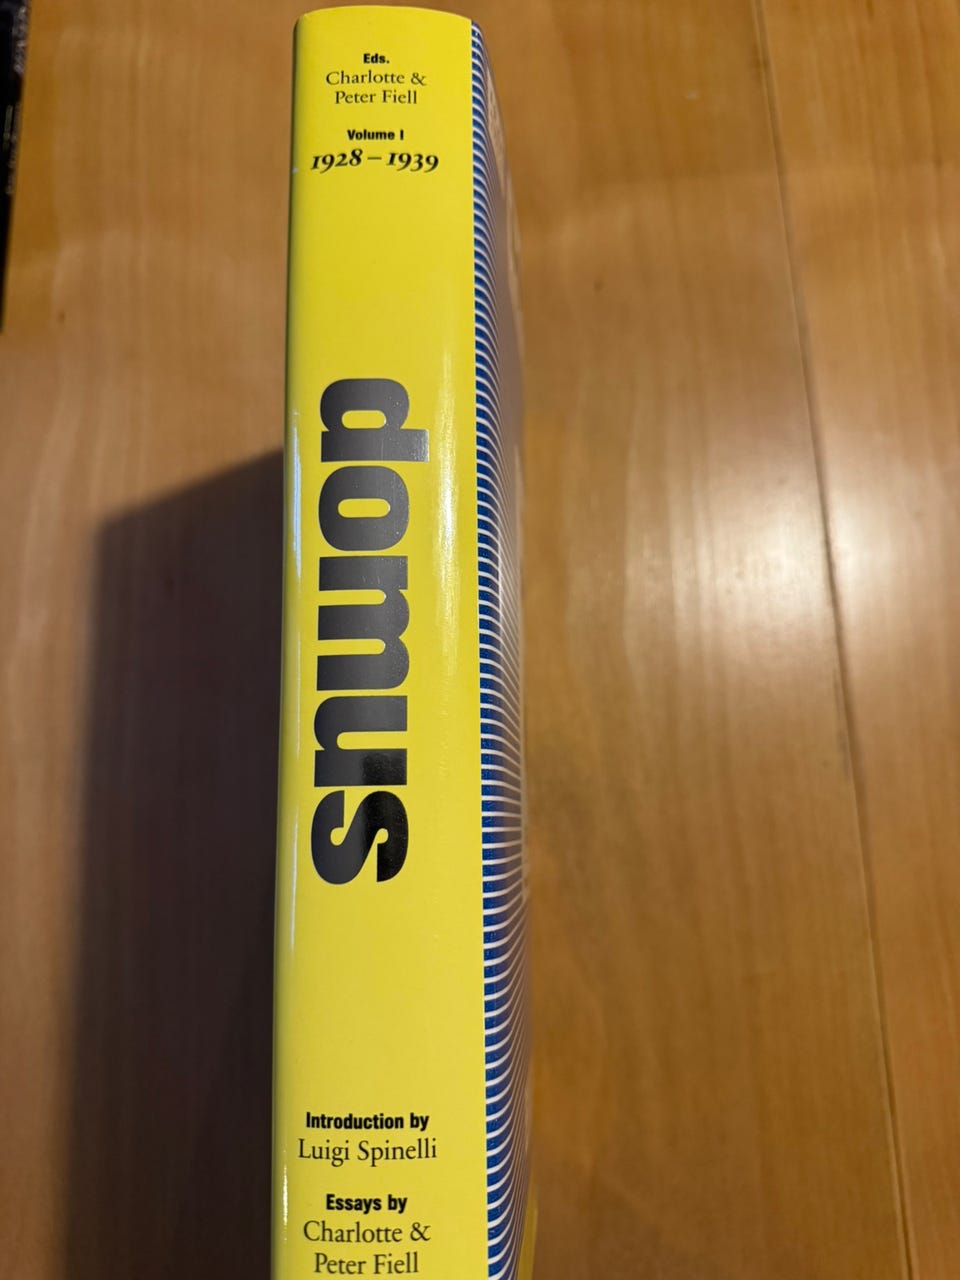 Eds.
Charlotte &
Peter Fiell
Volume I
1928 – 1939
domus
Introduction by
Luigi Spinelli
Essays by
Charlotte &
Peter Fiell